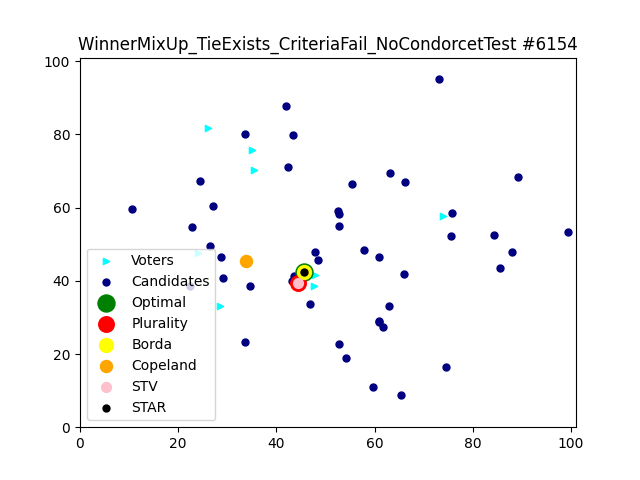 WinnerMixUp_TieExists_CriteriaFail_NoCondorcetTest #6154
100
80
60
40
20
0
Voters
Candidates
Optimal
Plurality
Borda
Copeland
STV
STAR
0 20 40 60 80 100